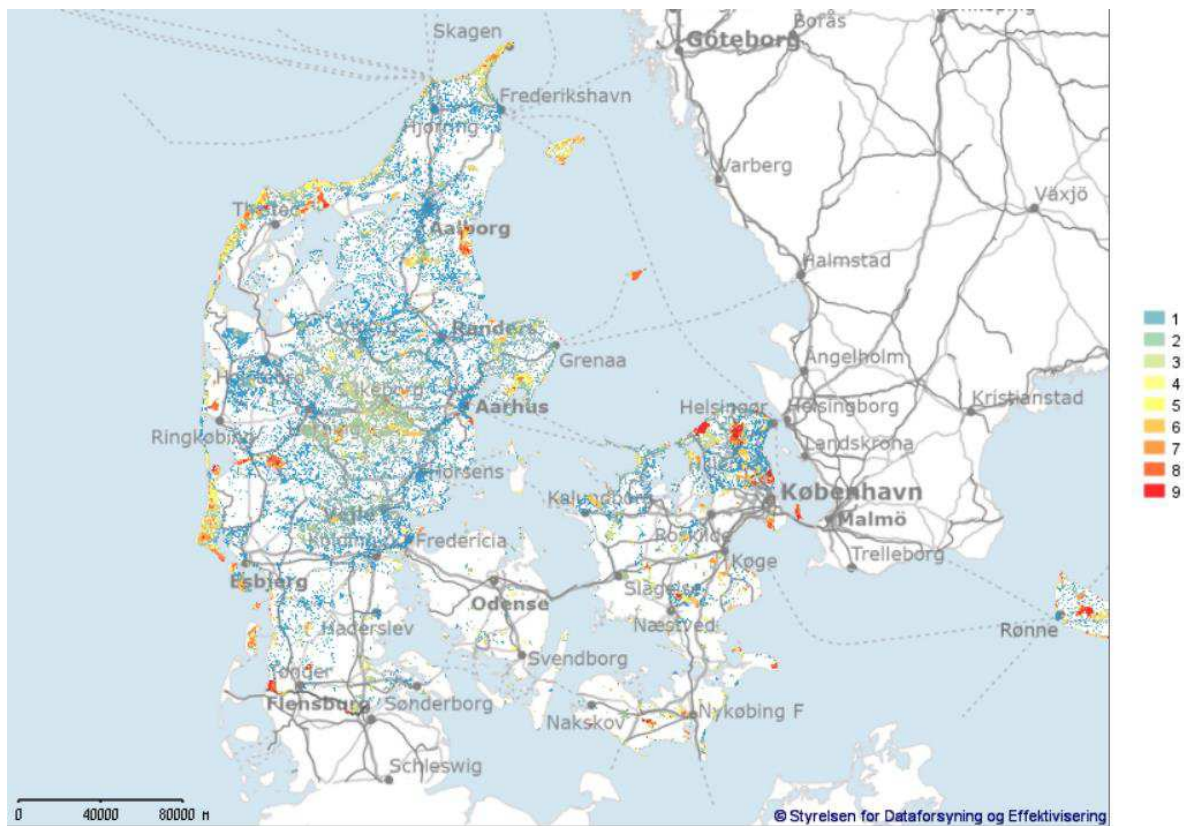 Göteborg
Borås
Skagen
Frederikshavn
Hjørring
Varberg
Växjö
Thisted
Aalborg
Halmstad
Viborg
Randers
Grenaa
Ängelholm
Holstebro
Silkeborg
Aarhus
Kristianstad
Ringkøbing
Helsingør
Helsingborg
Landskrona
Horsens
Kalundborg
København
Vejle
Malmö
Kolding
Fredericia
Roskilde
Esbjerg
Køge
Trelleborg
Odense
Slagelse
Haderslev
Næstved
Rønne
Svendborg
Tønder
Flensburg
Sønderborg
Nakskov
Nykøbing F
Schleswig
0 40000 80000 M
© Styrelsen for Dataforsyning og Effektivisering
1
2
3
4
5
6
7
8
9